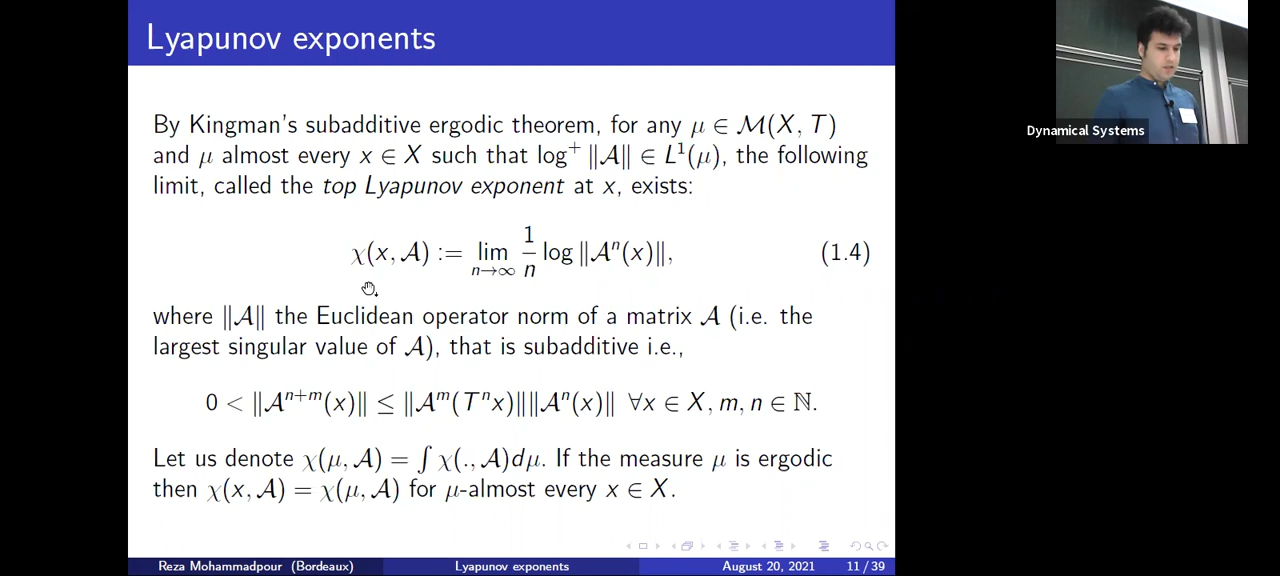 Lyapunov exponents
By Kingman's subadditive ergodic theorem, for any μ ∈ ℳ(X, T)
and μ almost every x ∈ X such that log⁺ ‖𝒜‖ ∈ L¹(μ), the following
limit, called the top Lyapunov exponent at x, exists:
χ(x, 𝒜) := lim_{n→∞} 1/n log ‖𝒜ⁿ(x)‖, (1.4)
where ‖𝒜‖ the Euclidean operator norm of a matrix 𝒜 (i.e. the
largest singular value of 𝒜), that is subadditive i.e.,
0 < ‖𝒜ⁿ⁺ᵐ(x)‖ ≤ ‖𝒜ᵐ(Tⁿx)‖‖𝒜ⁿ(x)‖ ∀x ∈ X, m, n ∈ ℕ.
Let us denote χ(μ, 𝒜) = ∫ χ(., 𝒜)dμ. If the measure μ is ergodic
then χ(x, 𝒜) = χ(μ, 𝒜) for μ-almost every x ∈ X.
Reza Mohammadpour (Bordeaux) Lyapunov exponents August 20, 2021 11 / 39
Dynamical Systems